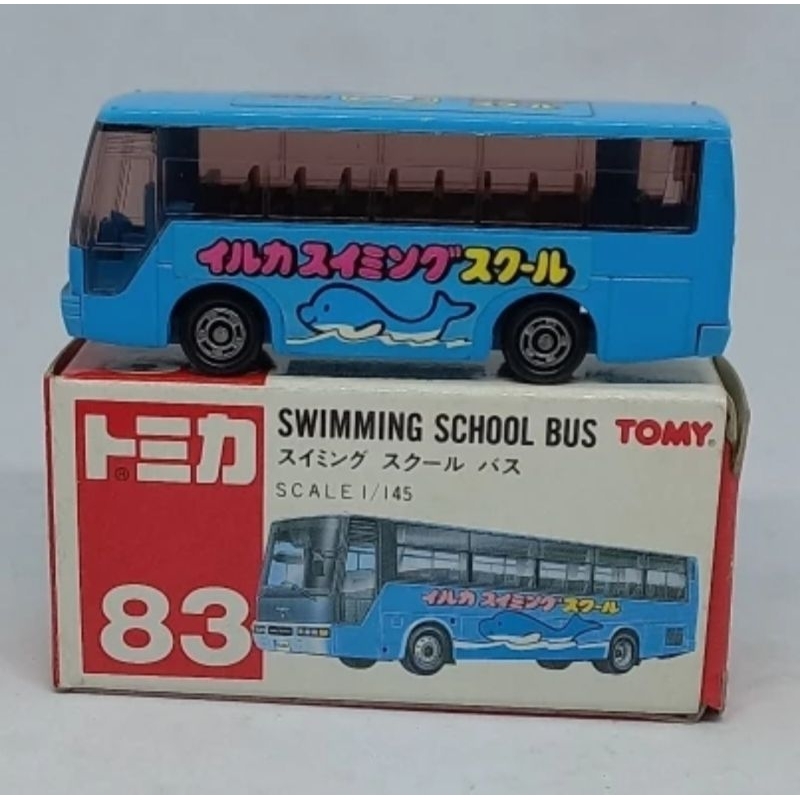 イルカ スイミング スクール
トミカ®
SWIMMING SCHOOL BUS
TOMY®
スイミング スクール バス
SCALE 1/145
83
イルカ スイミング スクール